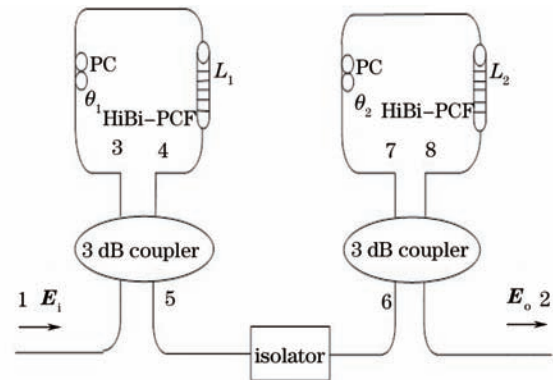 PC
L1
θ1
HiBi-PCF
3 4
3 dB coupler
1 Ei
5
isolator
PC
L2
θ2
HiBi-PCF
7 8
3 dB coupler
6
Eo 2